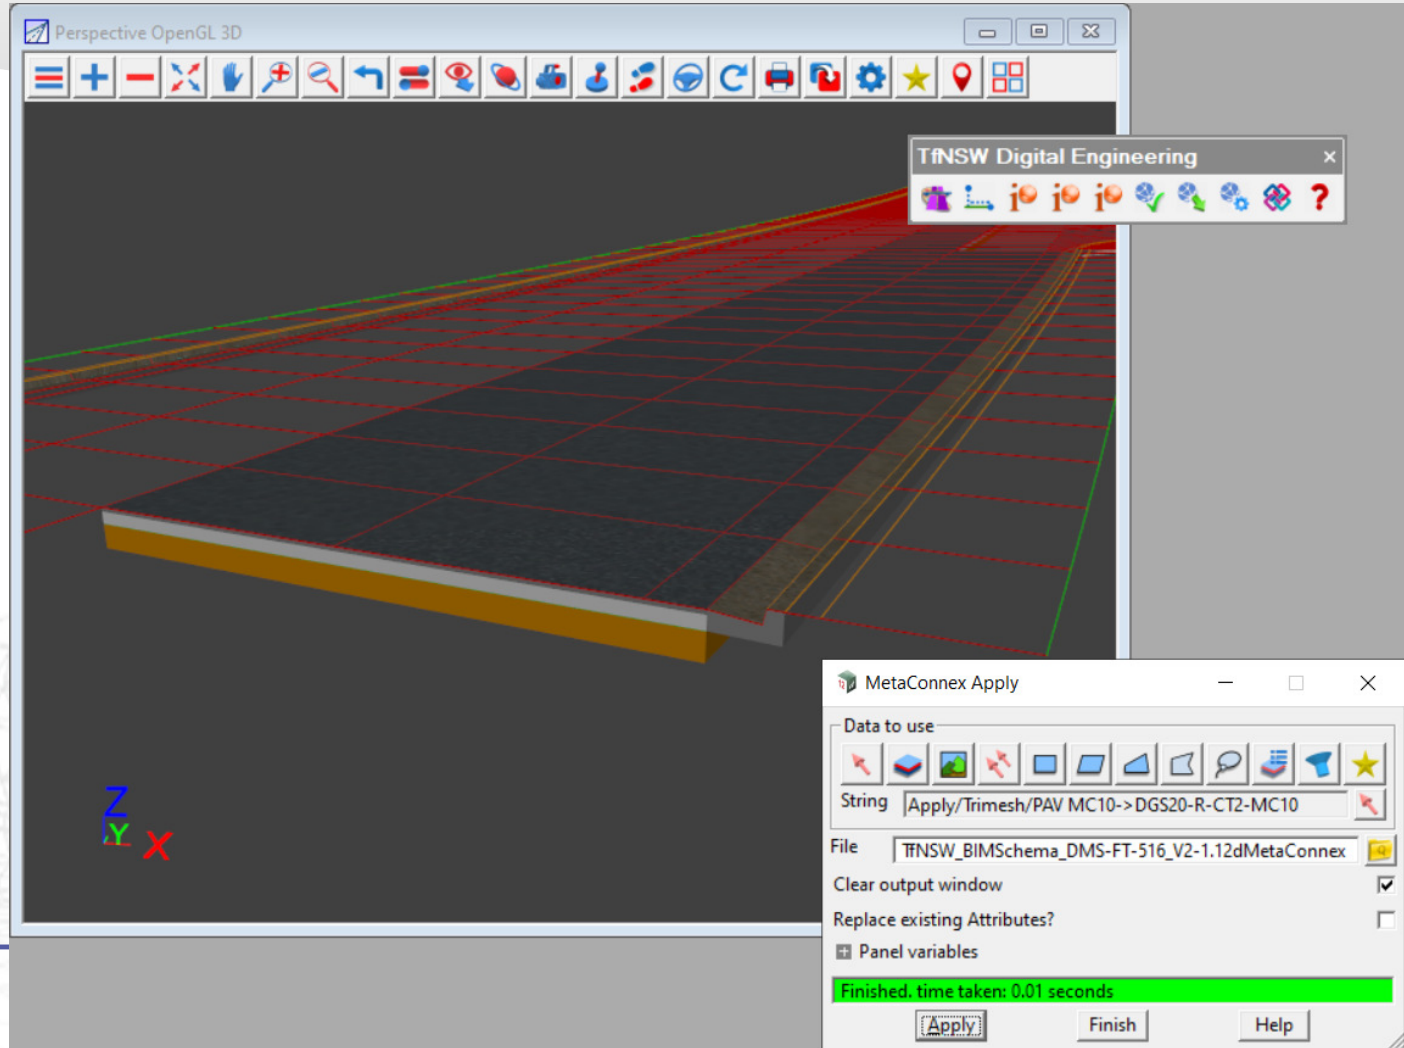 Perspective OpenGL 3D
TfNSW Digital Engineering
Z
Y
X
MetaConnex Apply
Data to use
String
Apply/Trimesh/PAV MC10->DGS20-R-CT2-MC10
File
TfNSW_BIMSchema_DMS-FT-516_V2-1.12dMetaConnex
Clear output window
Replace existing Attributes?
Panel variables
Finished. time taken: 0.01 seconds
Apply
Finish
Help